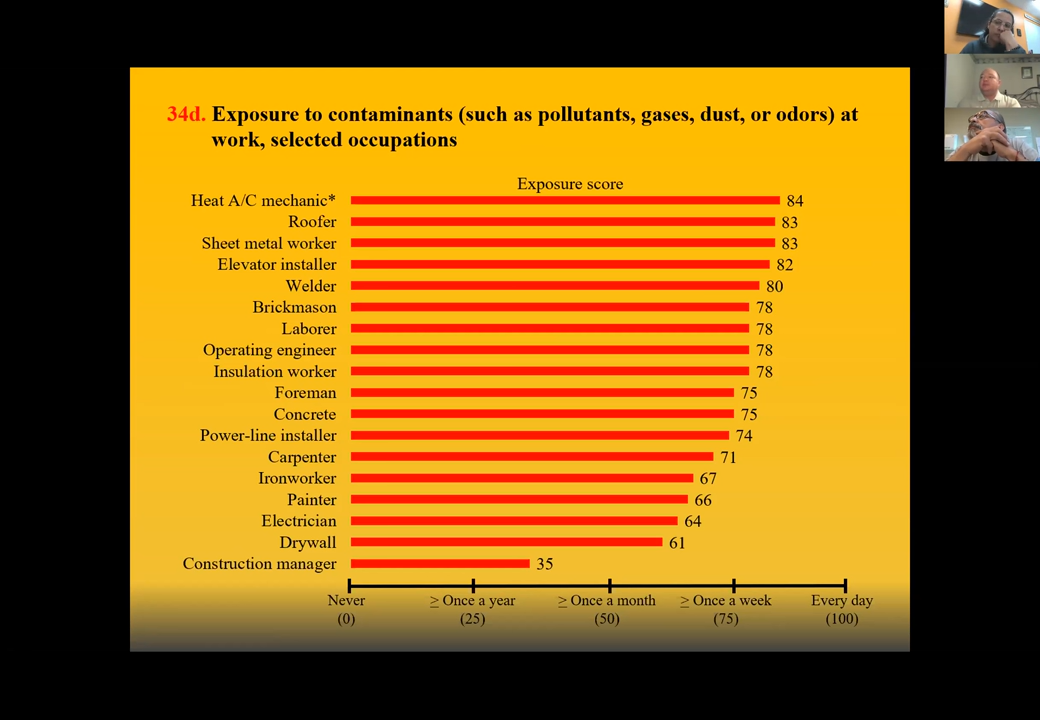 34d. Exposure to contaminants (such as pollutants, gases, dust, or odors) at
work, selected occupations
Exposure score
Heat A/C mechanic* 84
Roofer 83
Sheet metal worker 83
Elevator installer 82
Welder 80
Brickmason 78
Laborer 78
Operating engineer 78
Insulation worker 78
Foreman 75
Concrete 75
Power-line installer 74
Carpenter 71
Ironworker 67
Painter 66
Electrician 64
Drywall 61
Construction manager 35
Never ≥ Once a year ≥ Once a month ≥ Once a week Every day
(0) (25) (50) (75) (100)